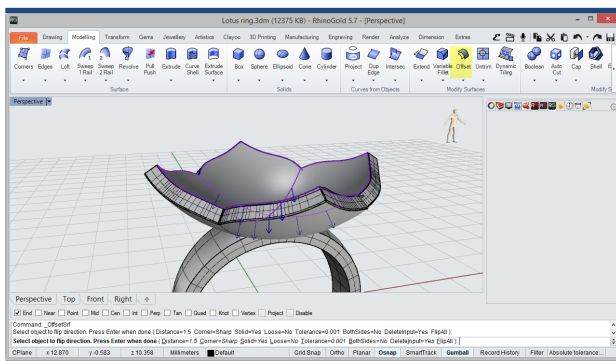 Lotus ring.3dm (12375 KB) - RhinoGold 5.7 - [Perspective]
File Drawing Modelling Transform Game Jewellery Artistics Clayoo 3D Printing Manufacturing Engraving Render Analyze Dimension Extras
Corners Edges Loft Sweep 1 Rail Sweep 2 Rail Revolve Pull Push Extrude Curve Shell Extrude Surface Box Sphere Ellipsoid Cone Cylinder Project Dup Edge Intersec Extend Variable Fillet Offset Untrim Dynamic Tiling Boolean Auto Cut Cap Shell
Surface Solids Curves from Objects Modify Surfaces Modify S
Perspective
Perspective Top Front Right
End Near Point Mid Cen Int Perp Tan Quad Knot Vertex Project Disable
Command: _OffsetSrf
Select object to flip direction. Press Enter when done ( Distance=1.5 Corner=Sharp Solid=Yes Loose=No Tolerance=0.001 BothSides=No DeleteInput=Yes FlipAll ):
Select object to flip direction. Press Enter when done ( Distance=1.5 Corner=Sharp Solid=Yes Loose=No Tolerance=0.001 BothSides=No DeleteInput=Yes FlipAll ):
CPlane x 12.870 y -0.583 z 10.358 Millimeters Default Grid Snap Ortho Planar Osnap SmartTrack Gumball Record History Filter Absolute tolerance...